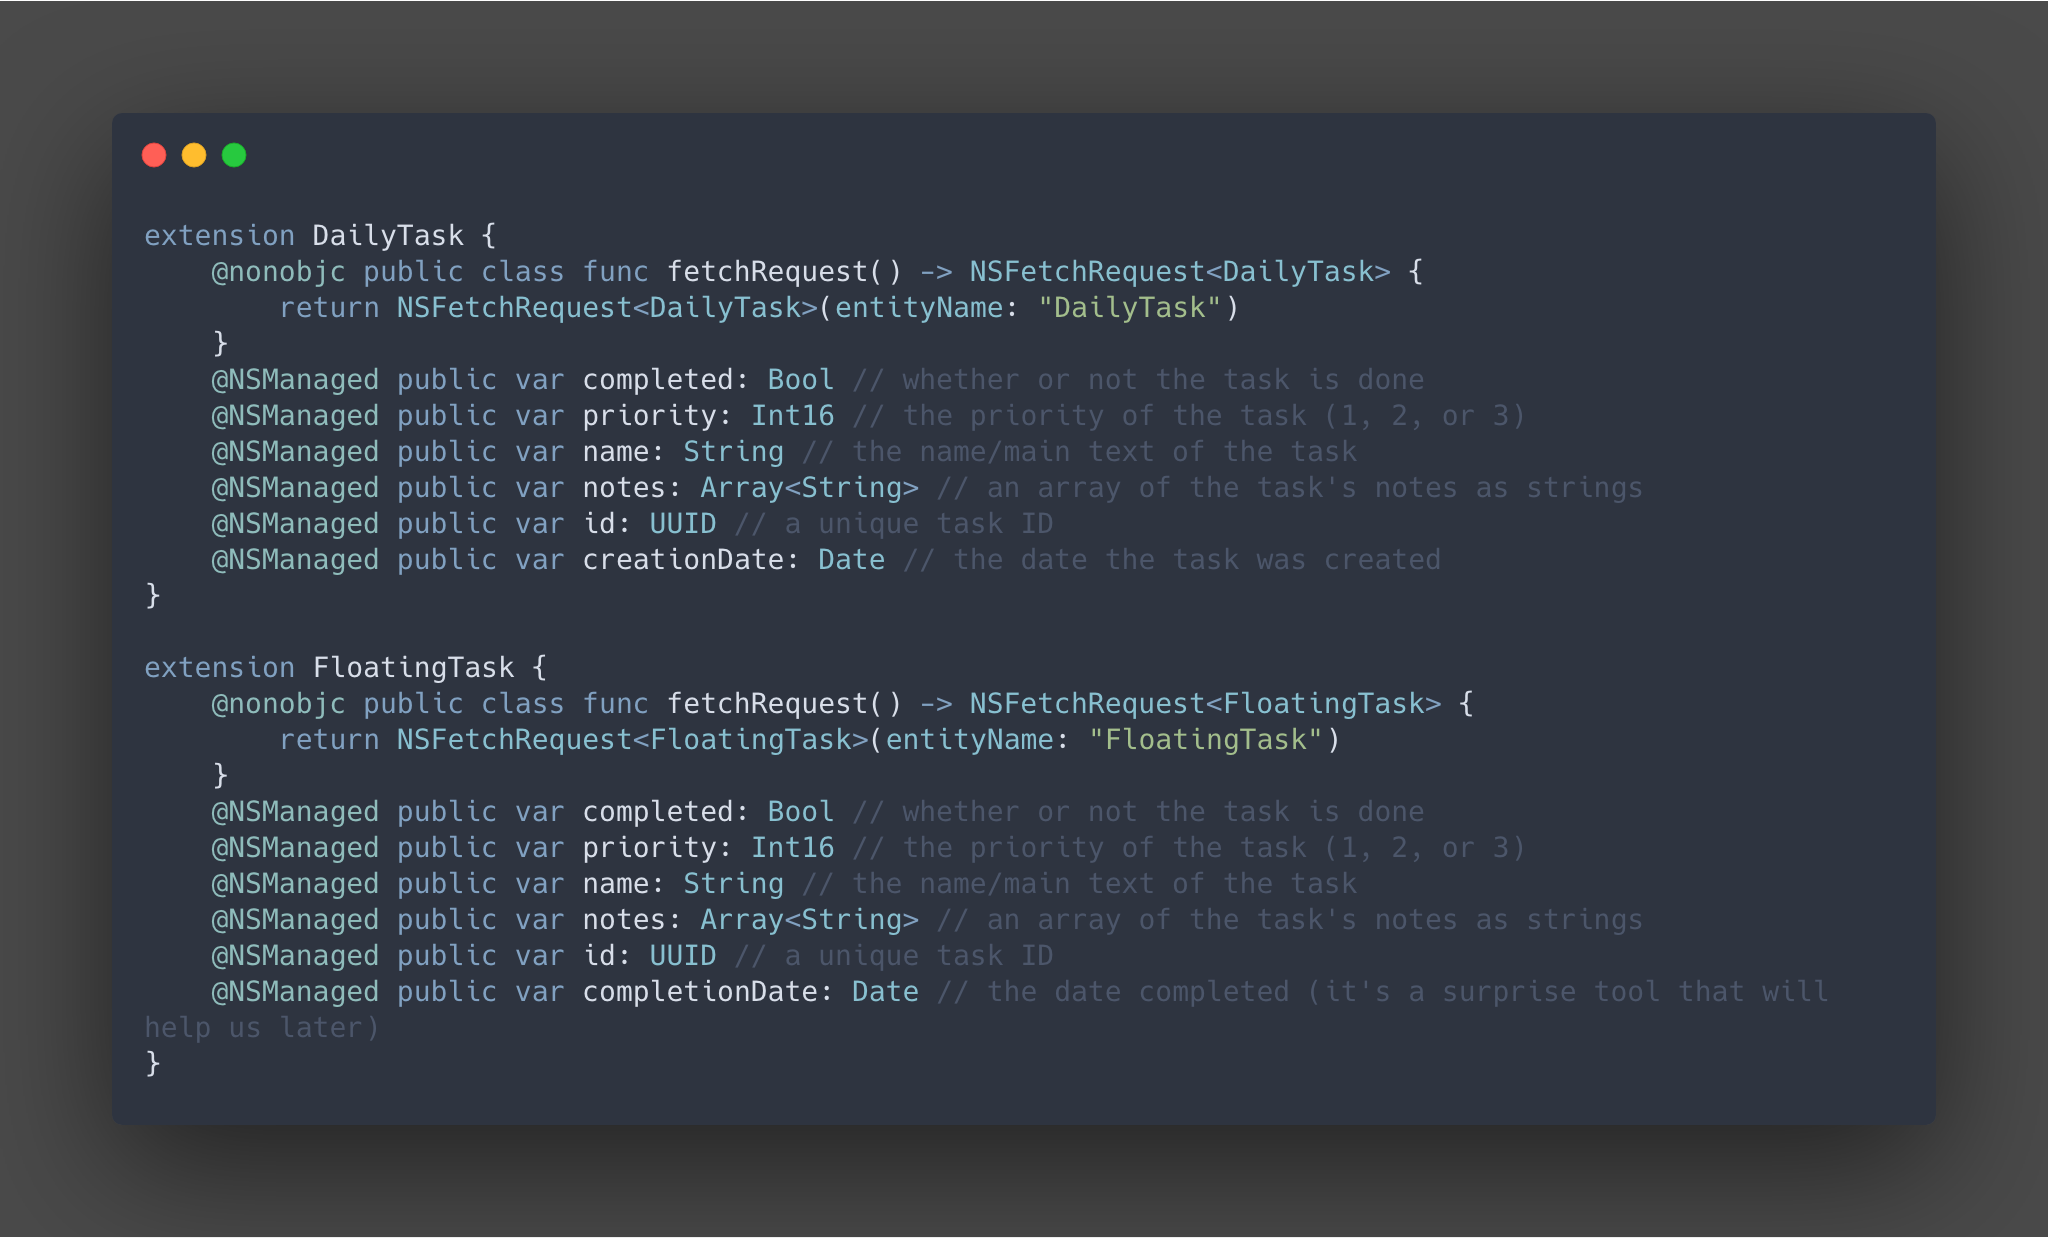 extension DailyTask {
    @nonobjc public class func fetchRequest() -> NSFetchRequest<DailyTask> {
        return NSFetchRequest<DailyTask>(entityName: "DailyTask")
    }
    @NSManaged public var completed: Bool // whether or not the task is done
    @NSManaged public var priority: Int16 // the priority of the task (1, 2, or 3)
    @NSManaged public var name: String // the name/main text of the task
    @NSManaged public var notes: Array<String> // an array of the task's notes as strings
    @NSManaged public var id: UUID // a unique task ID
    @NSManaged public var creationDate: Date // the date the task was created
}

extension FloatingTask {
    @nonobjc public class func fetchRequest() -> NSFetchRequest<FloatingTask> {
        return NSFetchRequest<FloatingTask>(entityName: "FloatingTask")
    }
    @NSManaged public var completed: Bool // whether or not the task is done
    @NSManaged public var priority: Int16 // the priority of the task (1, 2, or 3)
    @NSManaged public var name: String // the name/main text of the task
    @NSManaged public var notes: Array<String> // an array of the task's notes as strings
    @NSManaged public var id: UUID // a unique task ID
    @NSManaged public var completionDate: Date // the date completed (it's a surprise tool that will
help us later)
}